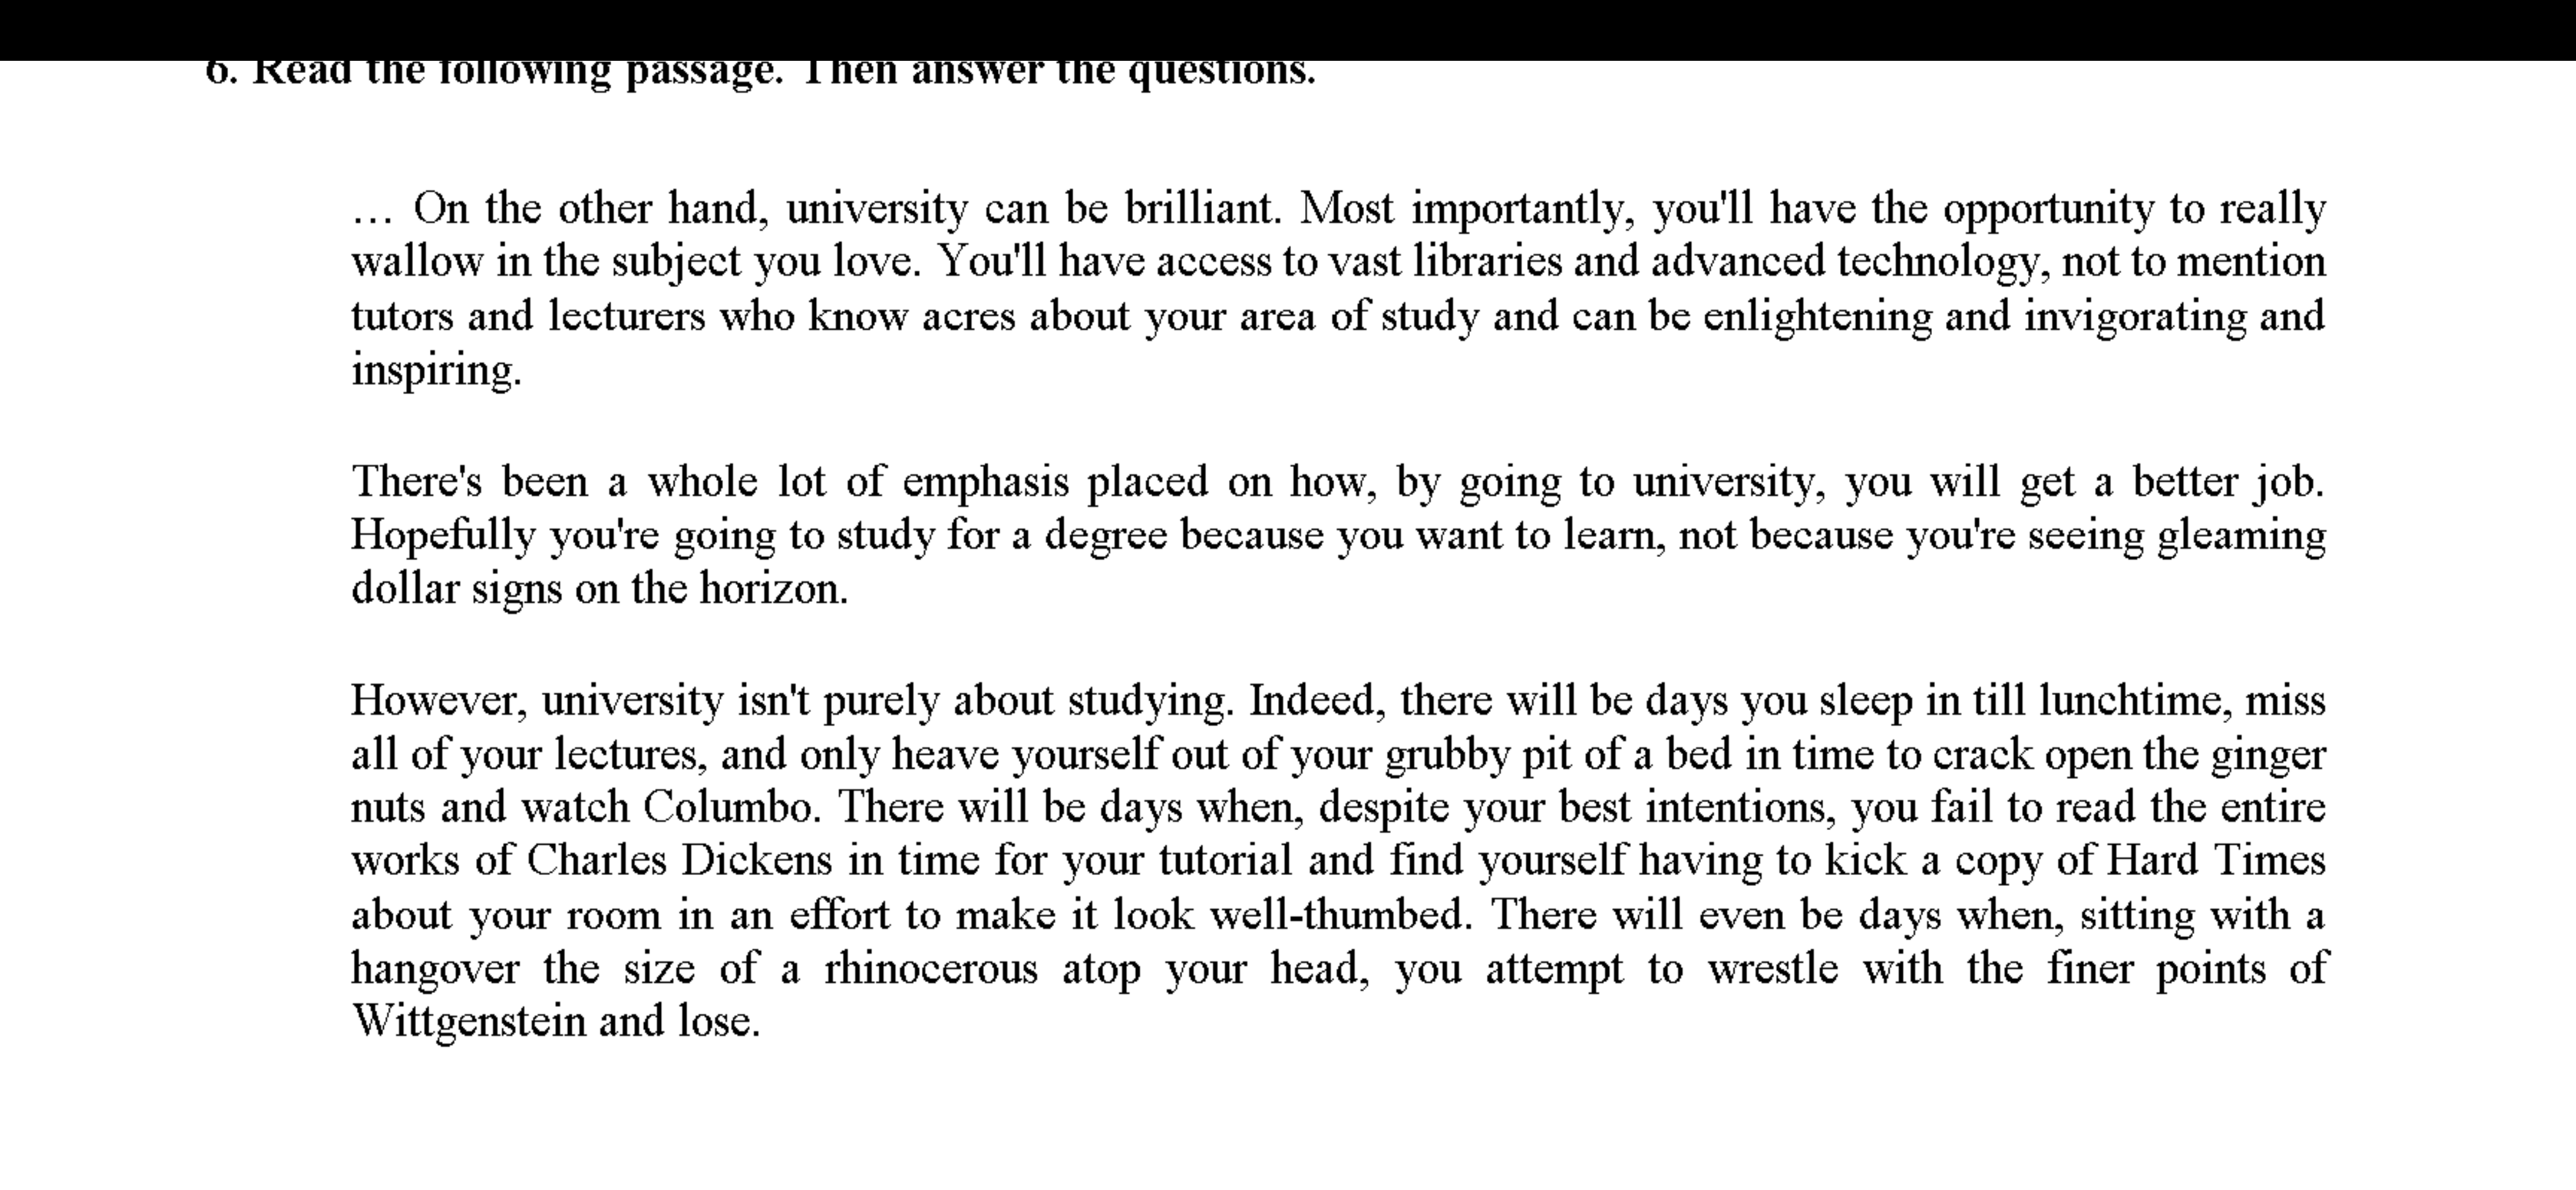 6. Read the following passage. Then answer the questions.
… On the other hand, university can be brilliant. Most importantly, you'll have the opportunity to really
wallow in the subject you love. You'll have access to vast libraries and advanced technology, not to mention
tutors and lecturers who know acres about your area of study and can be enlightening and invigorating and
inspiring.
There's been a whole lot of emphasis placed on how, by going to university, you will get a better job.
Hopefully you're going to study for a degree because you want to learn, not because you're seeing gleaming
dollar signs on the horizon.
However, university isn't purely about studying. Indeed, there will be days you sleep in till lunchtime, miss
all of your lectures, and only heave yourself out of your grubby pit of a bed in time to crack open the ginger
nuts and watch Columbo. There will be days when, despite your best intentions, you fail to read the entire
works of Charles Dickens in time for your tutorial and find yourself having to kick a copy of Hard Times
about your room in an effort to make it look well-thumbed. There will even be days when, sitting with a
hangover the size of a rhinocerous atop your head, you attempt to wrestle with the finer points of
Wittgenstein and lose.